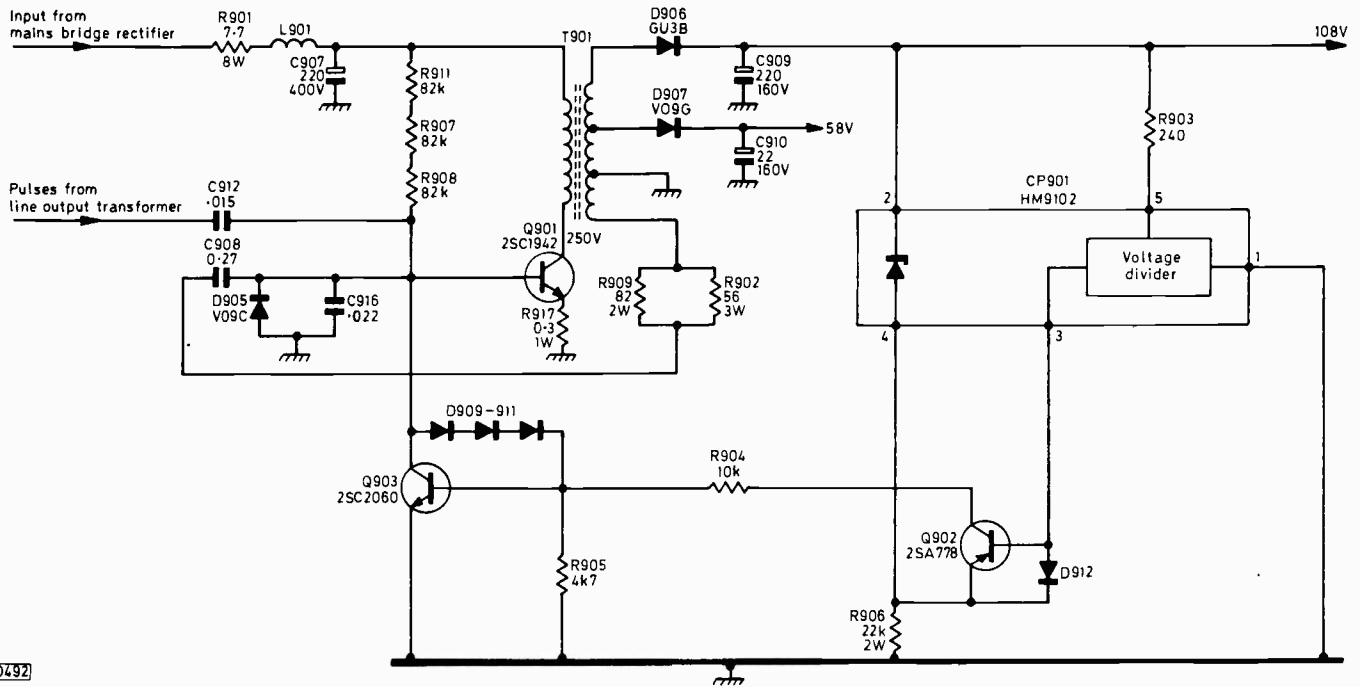 Input from
mains bridge rectifier
R901
7·7
8W
L901
C907
220
400V
R911
82k
R907
82k
R908
82k
T901
D906
GU3B
C909
220
160V
108V
D907
V09G
58V
C910
22
160V
R903
240
CP901
HM9102
2
5
Voltage
divider
1
4
3
Pulses from
line output transformer
C912
·015
C908
0·27
D905
V09C
C916
·022
Q901
2SC1942
250V
R917
0·3
1W
R909
82
2W
R902
56
3W
D909-911
Q903
2SC2060
R904
10k
R905
4k7
Q902
2SA778
D912
R906
22k
2W
0492